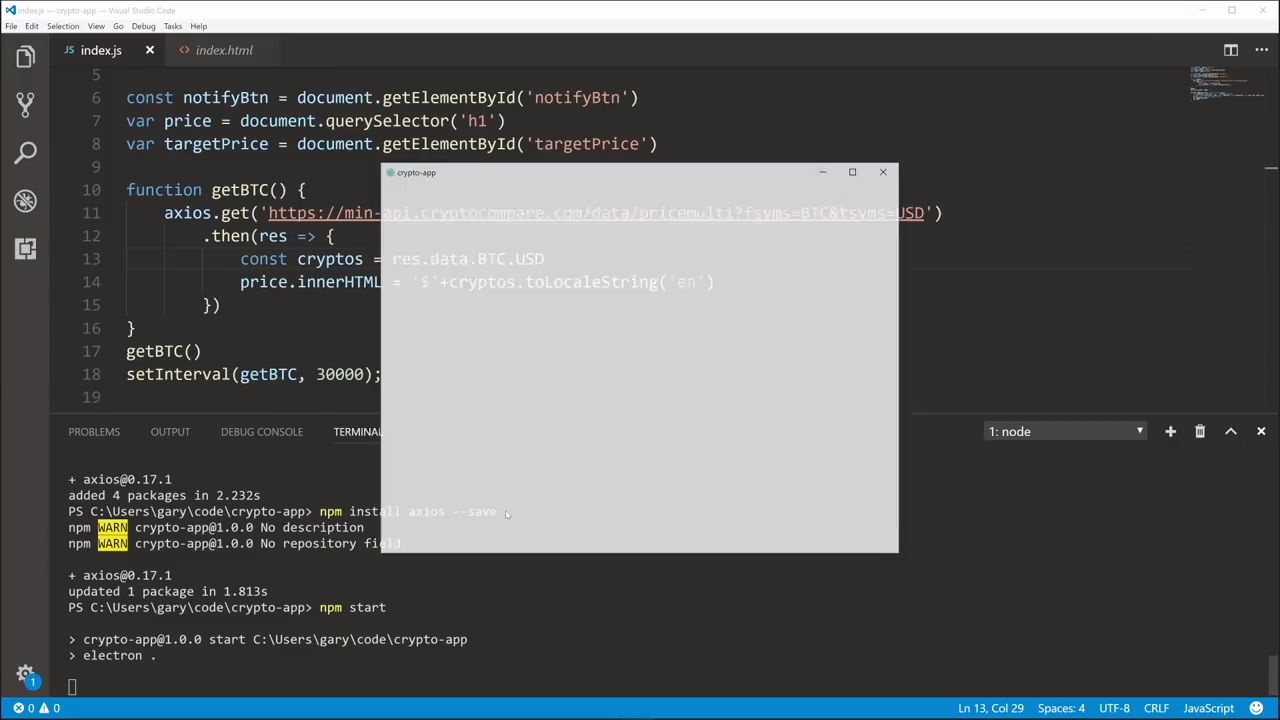 index.js — crypto-app — Visual Studio Code
File Edit Selection View Go Debug Tasks Help
JS index.js <> index.html
5
6 const notifyBtn = document.getElementById('notifyBtn')
7 var price = document.querySelector('h1')
8 var targetPrice = document.getElementById('targetPrice')
9
crypto-app
10 function getBTC() {
11 axios.get('https://min-api.cryptocompare.com/data/pricemulti?fsyms=BTC&tsyms=USD')
12 .then(res => {
13 const cryptos = res.data.BTC.USD
14 price.innerHTML = '$'+cryptos.toLocaleString('en')
15 })
16 }
17 getBTC()
18 setInterval(getBTC, 30000);
19
PROBLEMS OUTPUT DEBUG CONSOLE TERMINAL 1: node
+ axios@0.17.1
added 4 packages in 2.232s
PS C:\Users\gary\code\crypto-app> npm install axios --save
npm WARN crypto-app@1.0.0 No description
npm WARN crypto-app@1.0.0 No repository field.
+ axios@0.17.1
updated 1 package in 1.813s
PS C:\Users\gary\code\crypto-app> npm start
> crypto-app@1.0.0 start C:\Users\gary\code\crypto-app
> electron .
1
0 0 Ln 13, Col 29 Spaces: 4 UTF-8 CRLF JavaScript